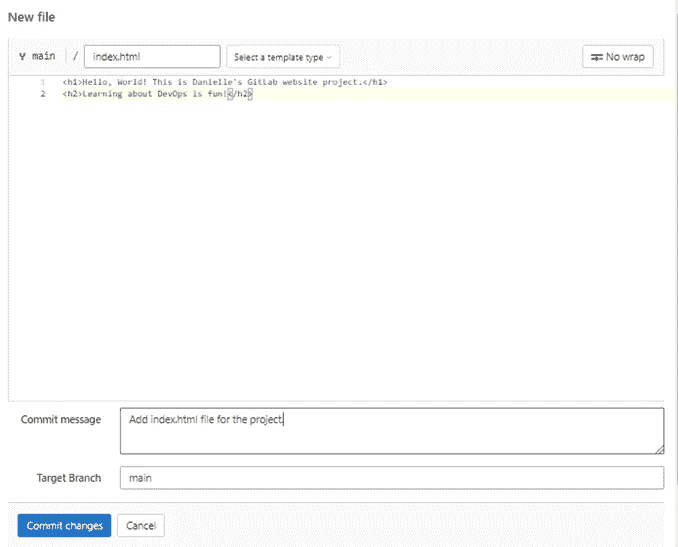 New file
main / index.html Select a template type No wrap
1 <h1>Hello, World! This is Danielle's GitLab website project.</h1>
2 <h2>Learning about DevOps is fun!</h2>
Commit message Add index.html file for the project.
Target Branch main
Commit changes Cancel